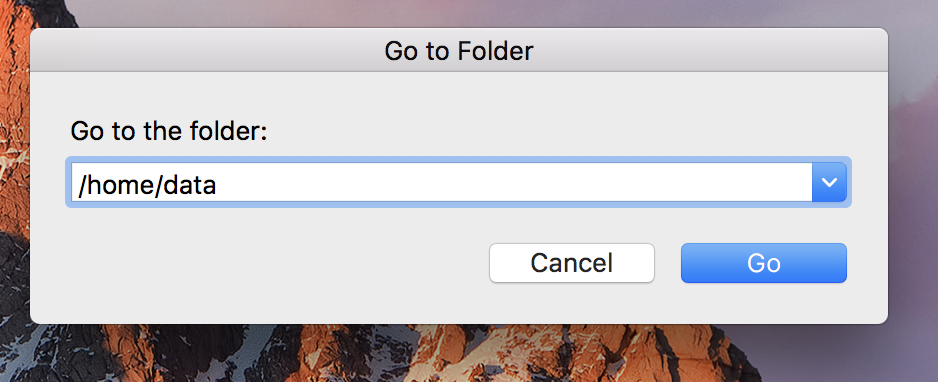 Go to Folder
Go to the folder:
/home/data
Cancel Go